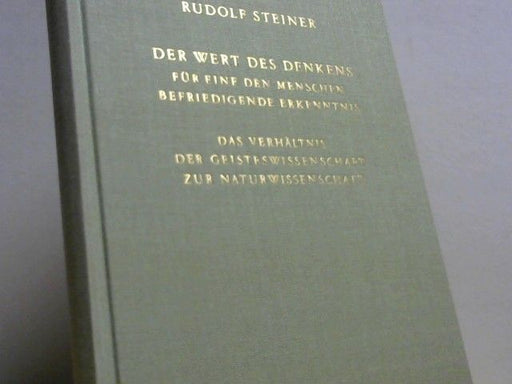 RUDOLF STEINER
DER WERT DES DENKENS
FÜR EINE DEN MENSCHEN
BEFRIEDIGENDE ERKENNTNIS
DAS VERHÄLTNIS
DER GEISTESWISSENSCHAFT
ZUR NATURWISSENSCHAFT